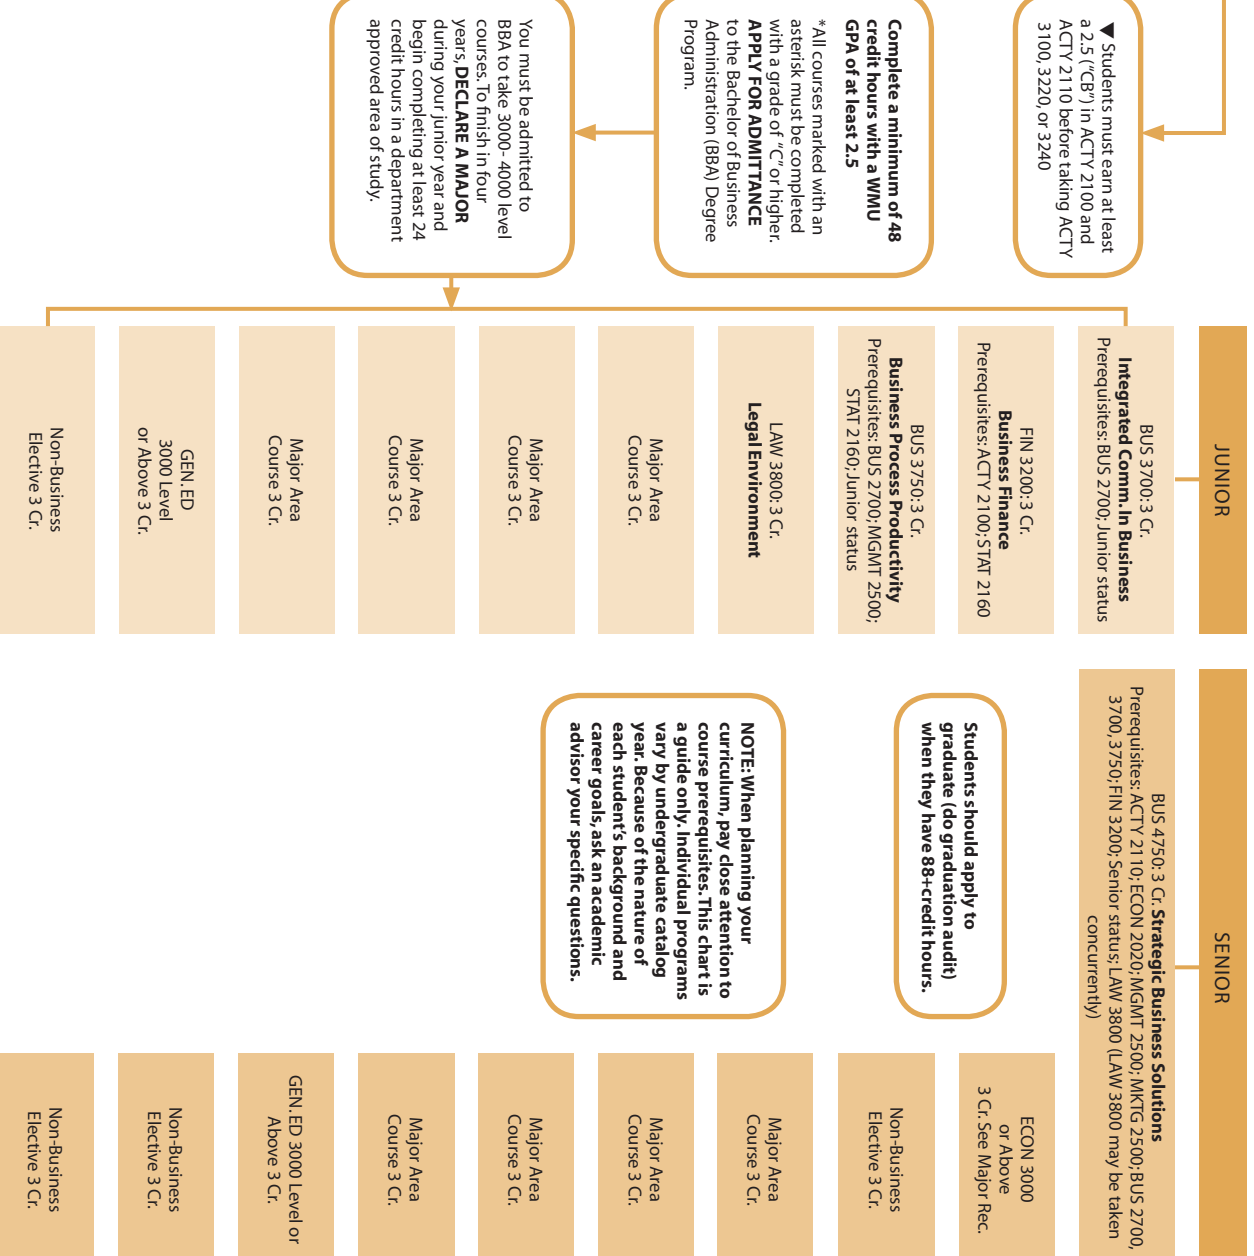 ▼ Students must earn at least
a 2.5 (“CB”) in ACTY 2100 and
ACTY 2110 before taking ACTY
3100, 3220, or 3240
Complete a minimum of 48
credit hours with a WMU
GPA of at least 2.5
*All courses marked with an
asterisk must be completed
with a grade of “C” or higher.
APPLY FOR ADMITTANCE
to the Bachelor of Business
Administration (BBA) Degree
Program.
You must be admitted to
BBA to take 3000- 4000 level
courses. To finish in four
years, DECLARE A MAJOR
during your junior year and
begin completing at least 24
credit hours in a department
approved area of study.
JUNIOR
BUS 3700: 3 Cr.
Integrated Comm. In Business
Prerequisites: BUS 2700; Junior status
FIN 3200: 3 Cr.
Business Finance
Prerequisites: ACTY 2100; STAT 2160
BUS 3750: 3 Cr.
Business Process Productivity
Prerequisites: BUS 2700; MGMT 2500;
STAT 2160; Junior status
LAW 3800: 3 Cr.
Legal Environment
Major Area
Course 3 Cr.
Major Area
Course 3 Cr.
Major Area
Course 3 Cr.
Major Area
Course 3 Cr.
GEN. ED
3000 Level
or Above 3 Cr.
Non-Business
Elective 3 Cr.
SENIOR
BUS 4750: 3 Cr. Strategic Business Solutions
Prerequisites: ACTY 2110; ECON 2020; MGMT 2500; MKTG 2500; BUS 2700,
3700, 3750; FIN 3200; Senior status; LAW 3800 (LAW 3800 may be taken
concurrently)
Students should apply to
graduate (do graduation audit)
when they have 88+credit hours.
NOTE: When planning your
curriculum, pay close attention to
course prerequisites. This chart is
a guide only. Individual programs
vary by undergraduate catalog
year. Because of the nature of
each student’s background and
career goals, ask an academic
advisor your specific questions.
ECON 3000
or Above
3 Cr. See Major Rec.
Non-Business
Elective 3 Cr.
Major Area
Course 3 Cr.
Major Area
Course 3 Cr.
Major Area
Course 3 Cr.
Major Area
Course 3 Cr.
GEN. ED 3000 Level or
Above 3 Cr.
Non-Business
Elective 3 Cr.
Non-Business
Elective 3 Cr.